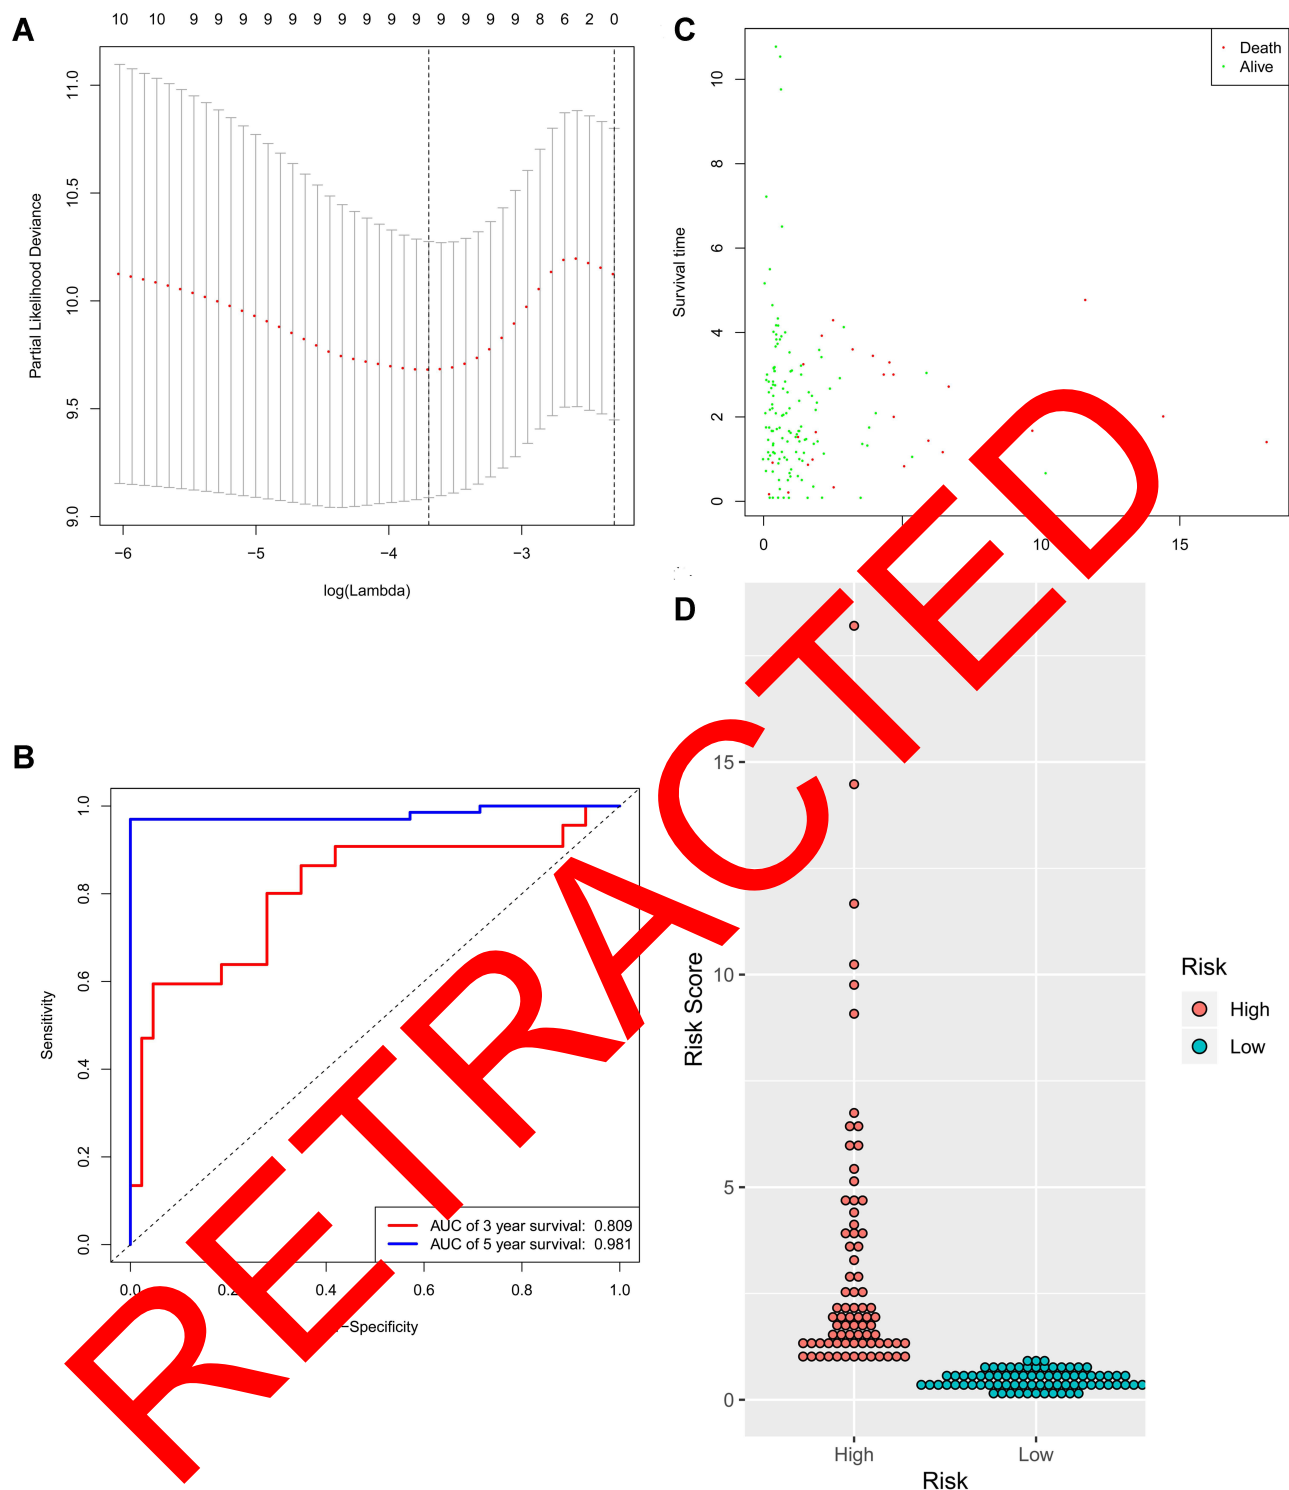 A
10 10 9 9 9 9 9 9 9 9 9 9 9 9 9 9 9 8 6 2 0
Partial Likelihood Deviance
11.0
10.5
10.0
9.5
9.0
−6 −5 −4 −3
log(Lambda)
B
Sensitivity
1.0
0.8
0.6
0.4
0.2
0.0
AUC of 3 year survival: 0.809
AUC of 5 year survival: 0.981
0.0 0.2 0.4 0.6 0.8 1.0
−Specificity
C
Death
Alive
Survival time
10
8
6
4
2
0
0 10 15
D
Risk Score
15
10
5
0
High Low
Risk
Risk
High
Low
RETRACTED